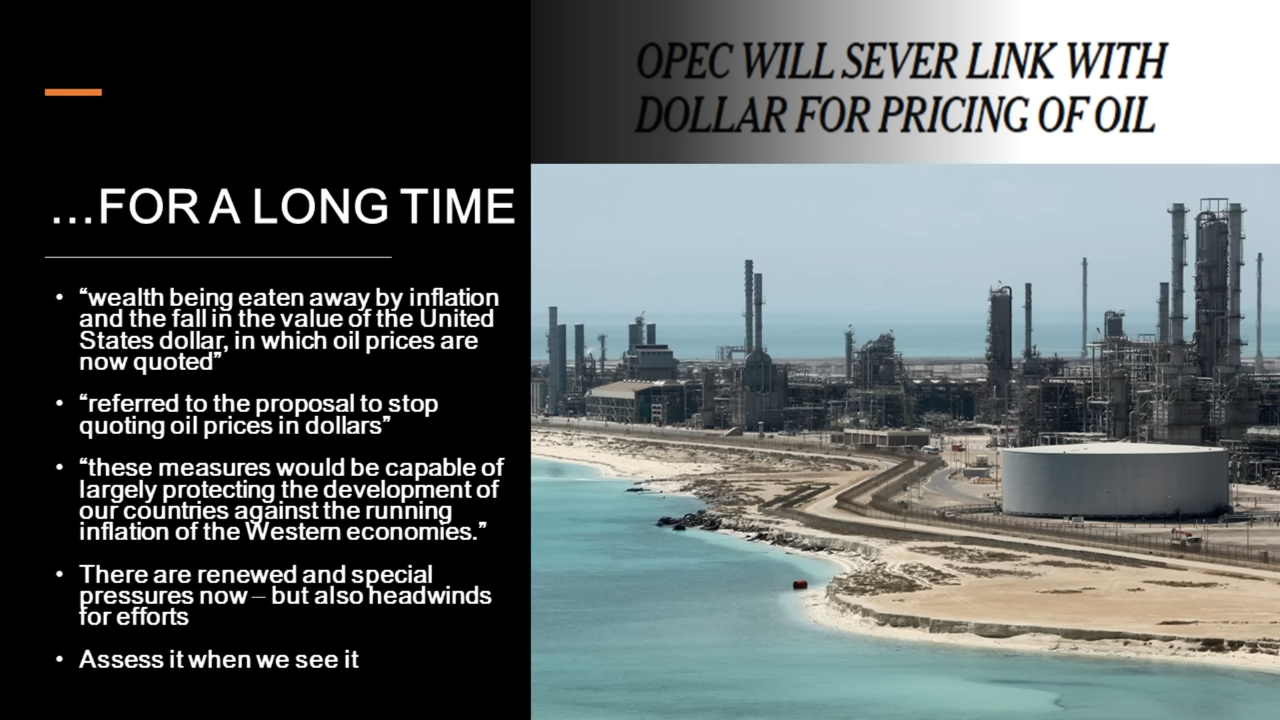 OPEC WILL SEVER LINK WITH
DOLLAR FOR PRICING OF OIL
...FOR A LONG TIME
• “wealth being eaten away by inflation
and the fall in the value of the United
States dollar, in which oil prices are
now quoted”
• “referred to the proposal to stop
quoting oil prices in dollars”
• “these measures would be capable of
largely protecting the development of
our countries against the running
inflation of the Western economies.”
• There are renewed and special
pressures now – but also headwinds
for efforts
• Assess it when we see it